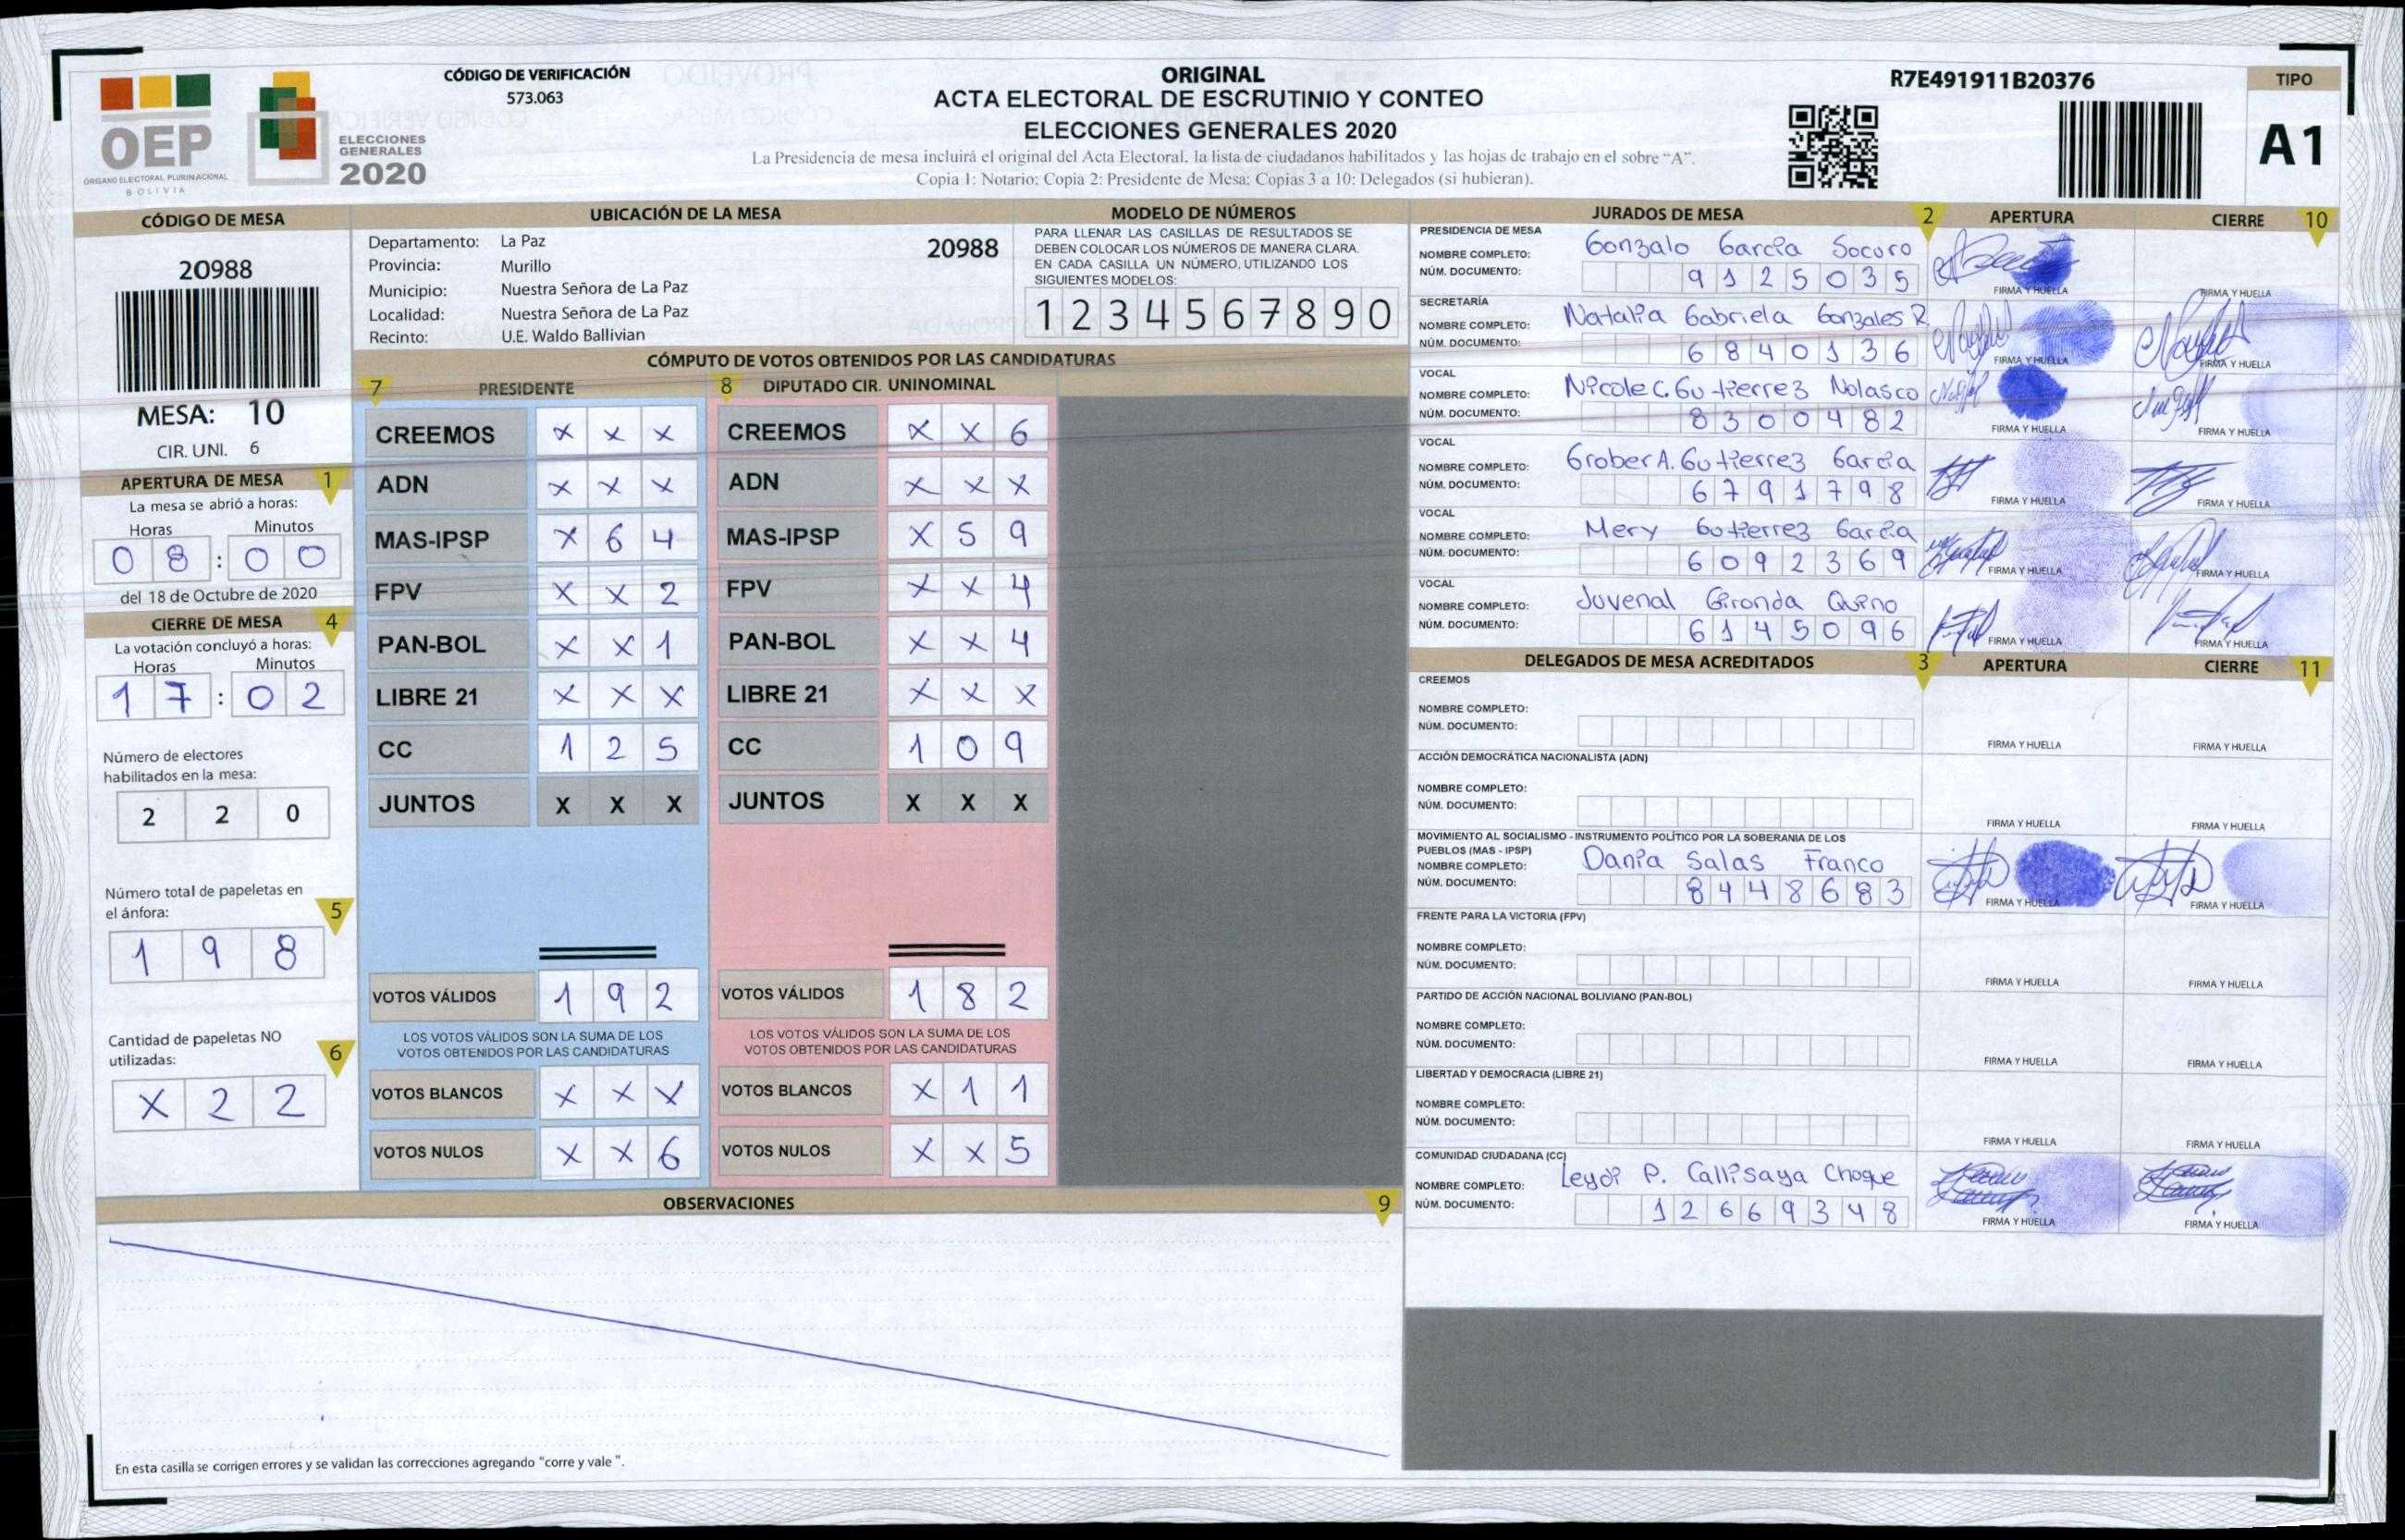 CÓDIGO DE VERIFICACIÓN
573.063
ORIGINAL
ACTA ELECTORAL DE ESCRUTINIO Y CONTEO
ELECCIONES GENERALES 2020
La Presidencia de mesa incluirá el original del Acta Electoral, la lista de ciudadanos habilitados y las hojas de trabajo en el sobre "A".
Copia 1: Notario; Copia 2: Presidente de Mesa; Copias 3 a 10: Delegados (si hubieran).
R7E491911B20376
TIPO
A1
OEP
ÓRGANO ELECTORAL PLURINACIONAL
BOLIVIA
ELECCIONES
GENERALES
2020
CÓDIGO DE MESA
20988
MESA: 10
CIR. UNI. 6
APERTURA DE MESA 1
La mesa se abrió a horas:
Horas Minutos
0 8 : 0 0
del 18 de Octubre de 2020
CIERRE DE MESA 4
La votación concluyó a horas:
Horas Minutos
1 7 : 0 2
Número de electores
habilitados en la mesa:
2 2 0
Número total de papeletas en
el ánfora: 5
1 9 8
Cantidad de papeletas NO
utilizadas: 6
X 2 2
UBICACIÓN DE LA MESA
Departamento: La Paz
Provincia: Murillo
Municipio: Nuestra Señora de La Paz
Localidad: Nuestra Señora de La Paz
Recinto: U.E. Waldo Ballivian
20988
MODELO DE NÚMEROS
PARA LLENAR LAS CASILLAS DE RESULTADOS SE
DEBEN COLOCAR LOS NÚMEROS DE MANERA CLARA.
EN CADA CASILLA UN NÚMERO, UTILIZANDO LOS
SIGUIENTES MODELOS:
1 2 3 4 5 6 7 8 9 0
CÓMPUTO DE VOTOS OBTENIDOS POR LAS CANDIDATURAS
7 PRESIDENTE
CREEMOS X X X
ADN X X X
MAS-IPSP X 6 4
FPV X X 2
PAN-BOL X X 1
LIBRE 21 X X X
CC 1 2 5
JUNTOS X X X
VOTOS VÁLIDOS 1 9 2
LOS VOTOS VÁLIDOS SON LA SUMA DE LOS
VOTOS OBTENIDOS POR LAS CANDIDATURAS
VOTOS BLANCOS X X X
VOTOS NULOS X X 6
8 DIPUTADO CIR. UNINOMINAL
CREEMOS X X 6
ADN X X X
MAS-IPSP X 5 9
FPV X X 4
PAN-BOL X X 4
LIBRE 21 X X X
CC 1 0 9
JUNTOS X X X
VOTOS VÁLIDOS 1 8 2
LOS VOTOS VÁLIDOS SON LA SUMA DE LOS
VOTOS OBTENIDOS POR LAS CANDIDATURAS
VOTOS BLANCOS X 1 1
VOTOS NULOS X X 5
OBSERVACIONES 9
En esta casilla se corrigen errores y se validan las correcciones agregando "corre y vale ".
JURADOS DE MESA 2 APERTURA CIERRE 10
PRESIDENCIA DE MESA
NOMBRE COMPLETO: Gonzalo Garcia Socoro
NÚM. DOCUMENTO: 9 1 2 5 0 3 5
FIRMA Y HUELLA FIRMA Y HUELLA
SECRETARÍA
NOMBRE COMPLETO: Natalia Gabriela Gonzales R.
NÚM. DOCUMENTO: 6 8 4 0 1 3 6
FIRMA Y HUELLA FIRMA Y HUELLA
VOCAL
NOMBRE COMPLETO: Nicole C. Gutierrez Nolasco
NÚM. DOCUMENTO: 8 3 0 0 4 8 2
FIRMA Y HUELLA FIRMA Y HUELLA
VOCAL
NOMBRE COMPLETO: Grober A. Gutierrez Garcia
NÚM. DOCUMENTO: 6 7 9 1 7 9 8
FIRMA Y HUELLA FIRMA Y HUELLA
VOCAL
NOMBRE COMPLETO: Mery Gutierrez Garcia
NÚM. DOCUMENTO: 6 0 9 2 3 6 9
FIRMA Y HUELLA FIRMA Y HUELLA
VOCAL
NOMBRE COMPLETO: Juvenal Gironda Quino
NÚM. DOCUMENTO: 6 1 4 5 0 9 6
FIRMA Y HUELLA FIRMA Y HUELLA
DELEGADOS DE MESA ACREDITADOS 3 APERTURA CIERRE 11
CREEMOS
NOMBRE COMPLETO:
NÚM. DOCUMENTO:
FIRMA Y HUELLA FIRMA Y HUELLA
ACCIÓN DEMOCRÁTICA NACIONALISTA (ADN)
NOMBRE COMPLETO:
NÚM. DOCUMENTO:
FIRMA Y HUELLA FIRMA Y HUELLA
MOVIMIENTO AL SOCIALISMO - INSTRUMENTO POLÍTICO POR LA SOBERANIA DE LOS
PUEBLOS (MAS - IPSP)
NOMBRE COMPLETO: Dania Salas Franco
NÚM. DOCUMENTO: 8 4 4 8 6 8 3
FIRMA Y HUELLA FIRMA Y HUELLA
FRENTE PARA LA VICTORIA (FPV)
NOMBRE COMPLETO:
NÚM. DOCUMENTO:
FIRMA Y HUELLA FIRMA Y HUELLA
PARTIDO DE ACCIÓN NACIONAL BOLIVIANO (PAN-BOL)
NOMBRE COMPLETO:
NÚM. DOCUMENTO:
FIRMA Y HUELLA FIRMA Y HUELLA
LIBERTAD Y DEMOCRACIA (LIBRE 21)
NOMBRE COMPLETO:
NÚM. DOCUMENTO:
FIRMA Y HUELLA FIRMA Y HUELLA
COMUNIDAD CIUDADANA (CC)
NOMBRE COMPLETO: Leydi P. Callisaya Choque
NÚM. DOCUMENTO: 1 2 6 6 9 3 4 8
FIRMA Y HUELLA FIRMA Y HUELLA